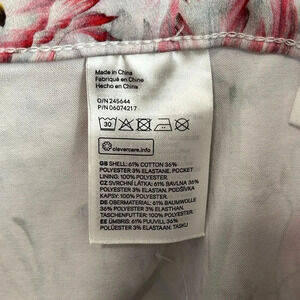 Made in China
Fabriqué en Chine
Hecho en China
O/N 245644
P/N 06074217
30
clevercare.info
GB SHELL: 61% COTTON 36%
POLYESTER 3% ELASTANE, POCKET
LINING: 100% POLYESTER.
CZ SVRCHNÍ LÁTKA: 61% BAVLNA 36%
POLYESTER 3% ELASTAN, PODŠÍVKA
KAPSY: 100% POLYESTER.
DE OBERMATERIAL: 61% BAUMWOLLE
36% POLYESTER 3% ELASTAN,
TASCHENFUTTER: 100% POLYESTER.
EE ÜMBRIS: 61% PUUVILL 36%
POLÜESTER 3% ELASTAAN, TASKU